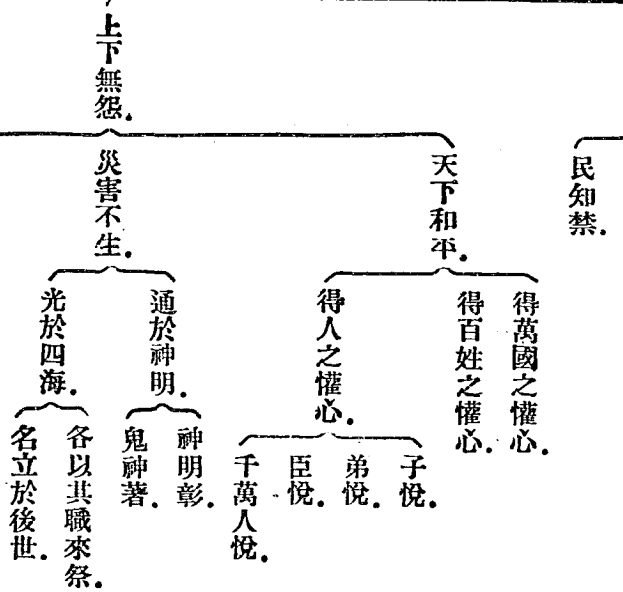 上下無怨.
民知禁.
天下和平.
災害不生.
得萬國之懽心.
得百姓之懽心.
得人之懽心.
通於神明.
光於四海.
子悅.
弟悅.
臣悅.
千萬人悅.
神明彰.
鬼神著.
各以其職來祭.
名立於後世.